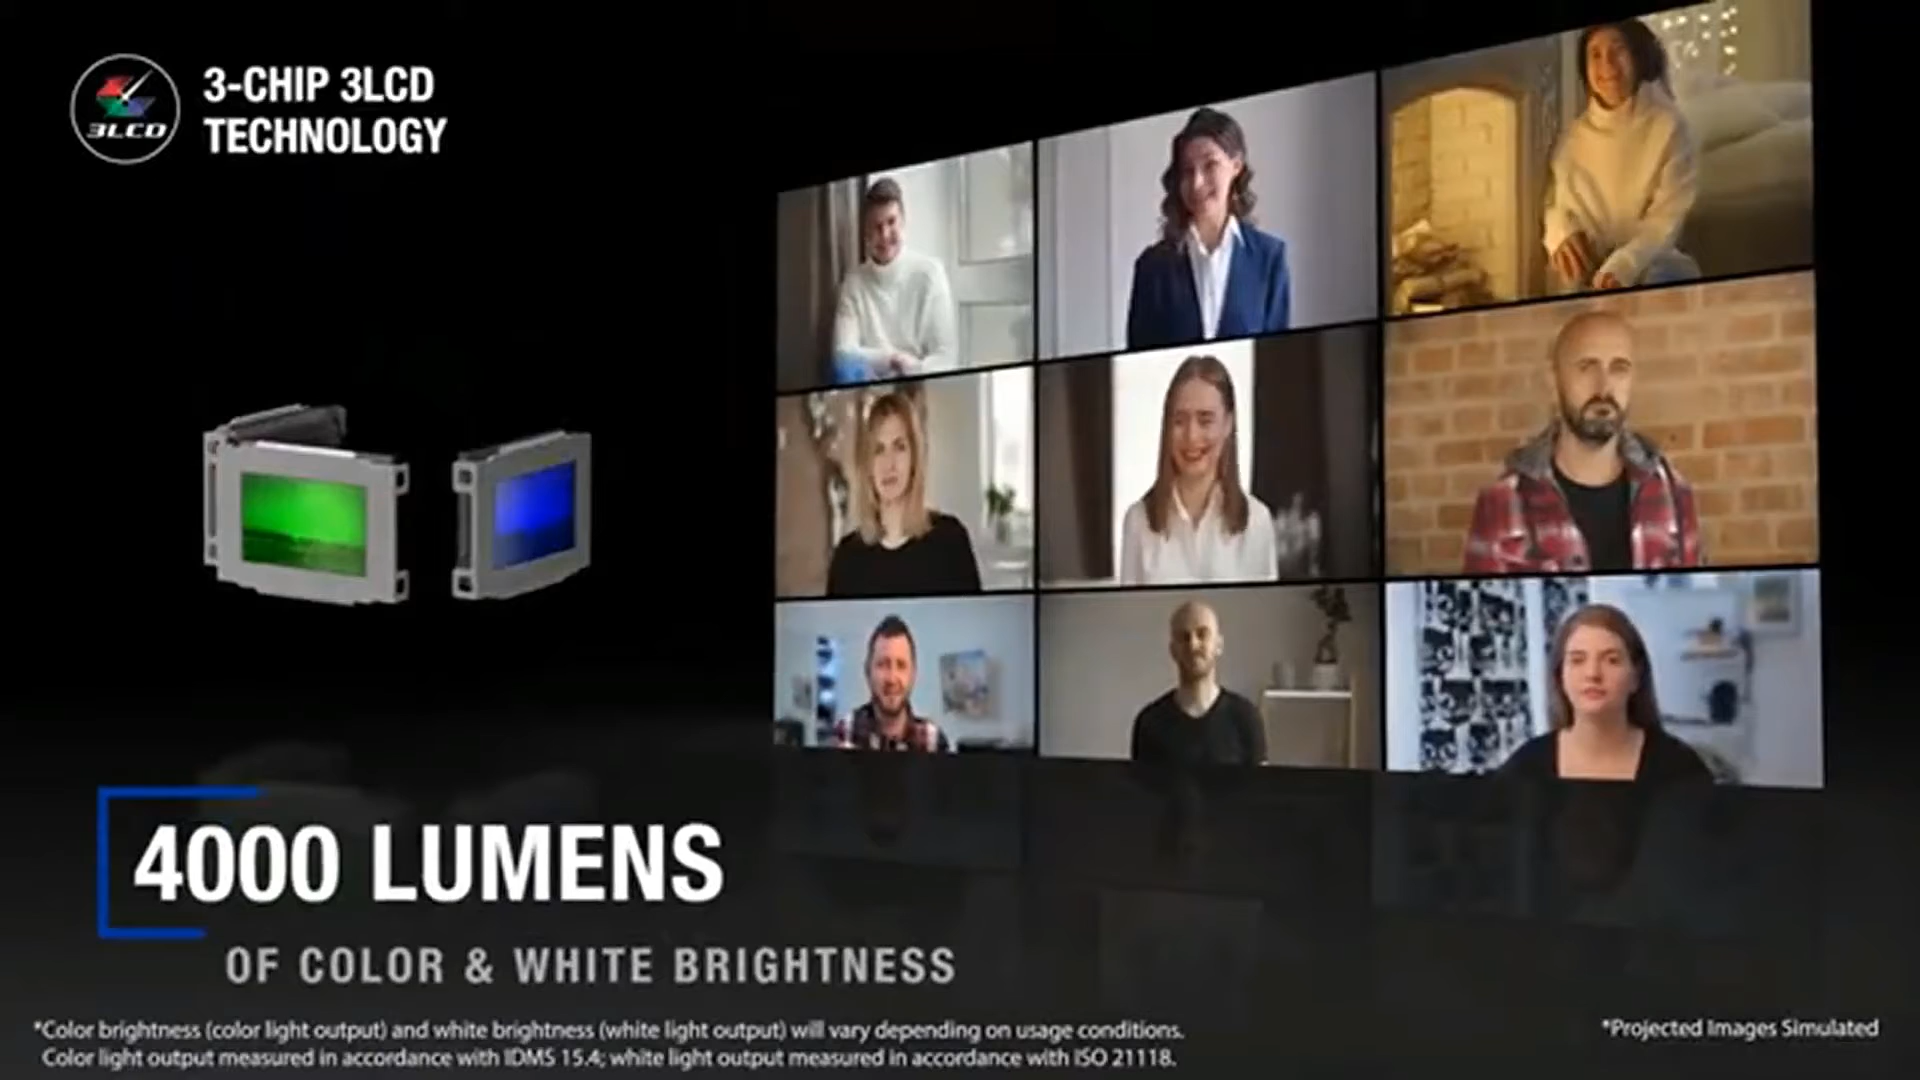 3LCD
3-CHIP 3LCD
TECHNOLOGY
4000 LUMENS
OF COLOR & WHITE BRIGHTNESS
*Color brightness (color light output) and white brightness (white light output) will vary depending on usage conditions.
Color light output measured in accordance with IDMS 15.4; white light output measured in accordance with ISO 21118.
*Projected Images Simulated